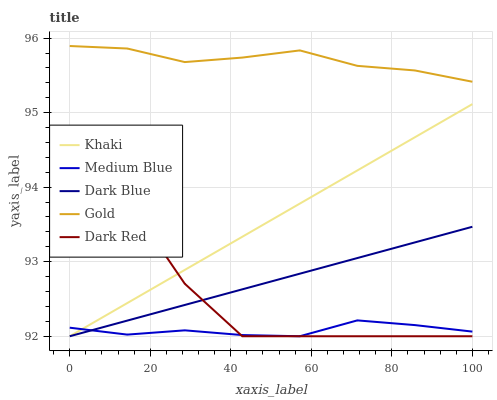 title
96
95
94
93
92
yaxis_label
Khaki
Medium Blue
Dark Blue
Gold
Dark Red
0
20
40
60
80
100
xaxis_label